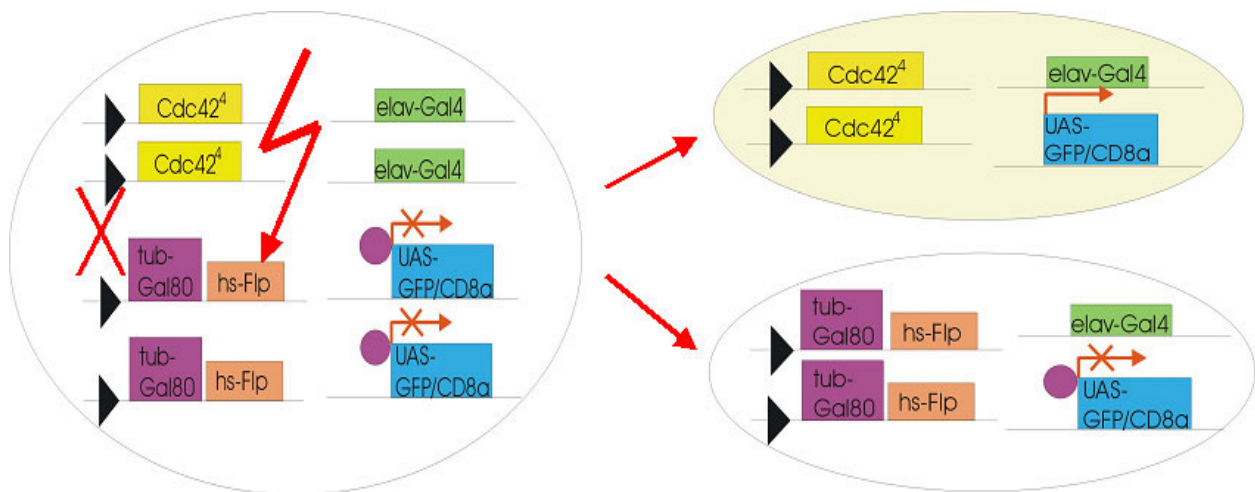 Cdc42⁴
elav-Gal4
Cdc42⁴
elav-Gal4
tub-
Gal80
hs-Flp
UAS-
GFP/CD8a
tub-
Gal80
hs-Flp
UAS-
GFP/CD8a
Cdc42⁴
elav-Gal4
Cdc42⁴
UAS-
GFP/CD8a
tub-
Gal80
hs-Flp
elav-Gal4
tub-
Gal80
hs-Flp
UAS-
GFP/CD8a